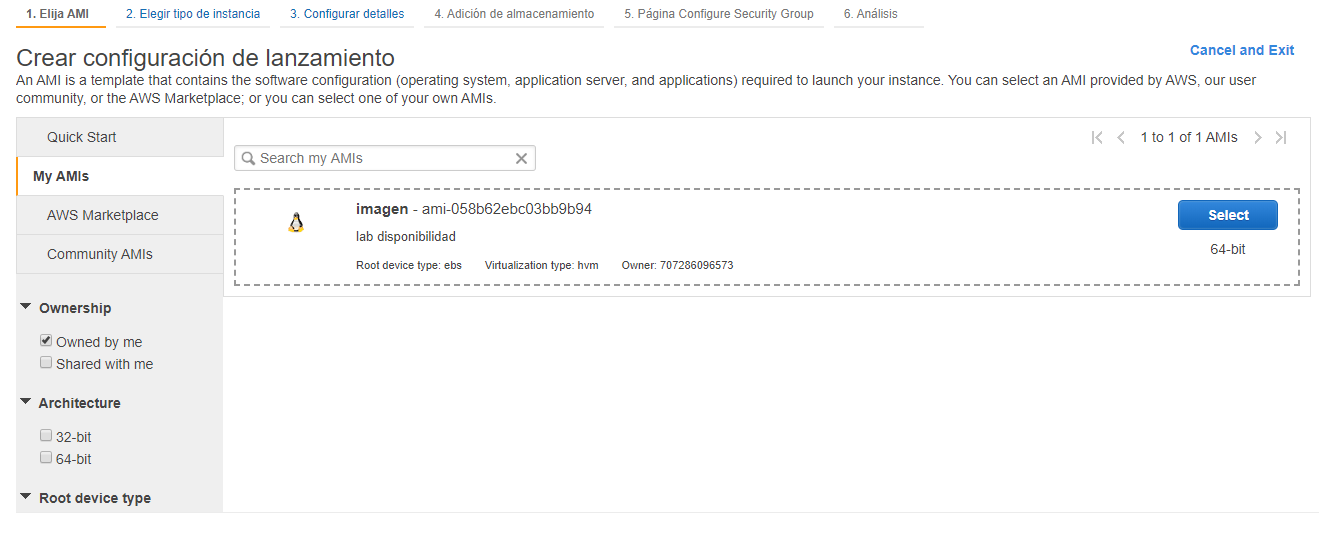 1. Elija AMI 2. Elegir tipo de instancia 3. Configurar detalles 4. Adición de almacenamiento 5. Página Configure Security Group 6. Análisis
Crear configuración de lanzamiento
Cancel and Exit
An AMI is a template that contains the software configuration (operating system, application server, and applications) required to launch your instance. You can select an AMI provided by AWS, our user
community, or the AWS Marketplace; or you can select one of your own AMIs.
Quick Start
My AMIs
AWS Marketplace
Community AMIs
Ownership
Owned by me
Shared with me
Architecture
32-bit
64-bit
Root device type
1 to 1 of 1 AMIs
Search my AMIs
imagen - ami-058b62ebc03bb9b94
lab disponibilidad
Root device type: ebs Virtualization type: hvm Owner: 707286096573
Select
64-bit